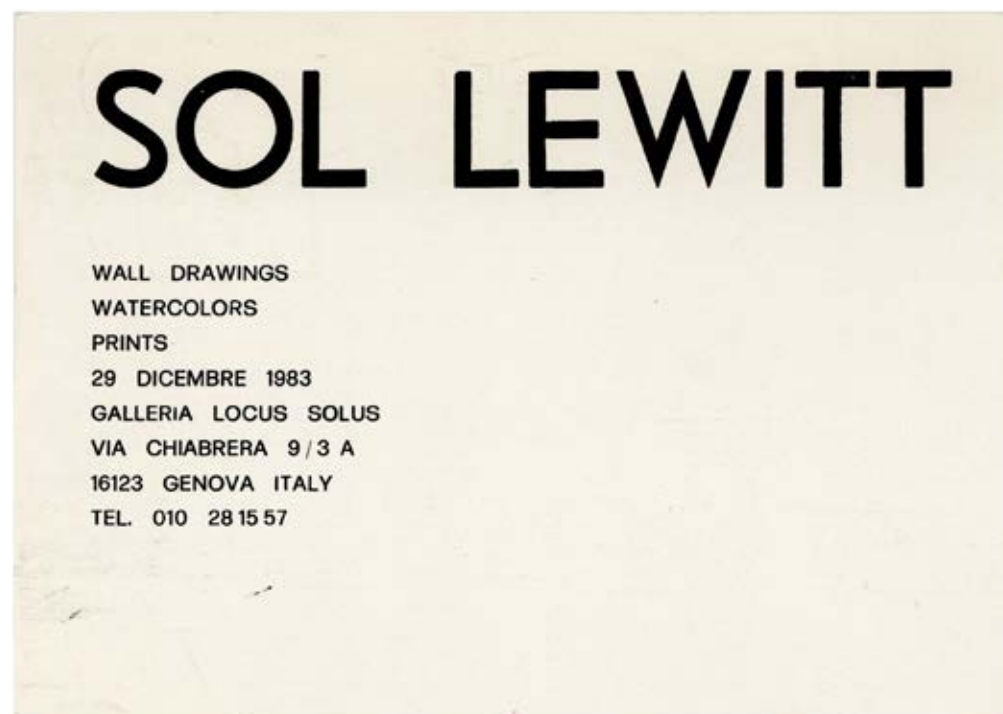 SOL LEWITT
WALL DRAWINGS
WATERCOLORS
PRINTS
29 DICEMBRE 1983
GALLERIA LOCUS SOLUS
VIA CHIABRERA 9/3 A
16123 GENOVA ITALY
TEL. 010 28 15 57